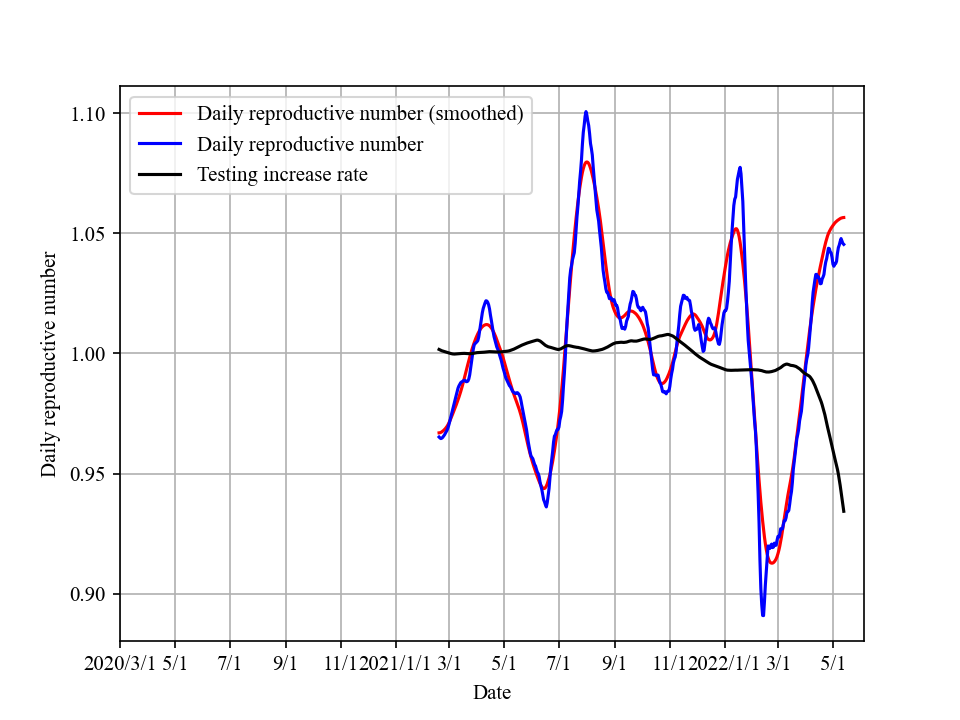 Daily reproductive number (smoothed)
Daily reproductive number
Testing increase rate
Daily reproductive number
1.10
1.05
1.00
0.95
0.90
2020/3/1 5/1 7/1 9/1 11/1 2021/1/1 3/1 5/1 7/1 9/1 11/1 2022/1/1 3/1 5/1
Date